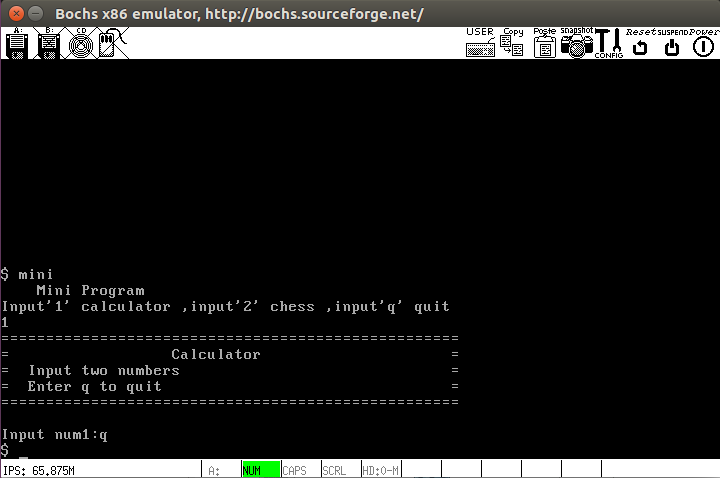 Bochs x86 emulator, http://bochs.sourceforge.net/
A: B: CD USER Copy Paste snapshot CONFIG Reset SUSPEND Power
$ mini
Mini Program
Input'1' calculator ,input'2' chess ,input'q' quit
1
===================================================
= Calculator =
= Input two numbers =
= Enter q to quit =
===================================================
Input num1:q
$ _
IPS: 65.875M A: NUM CAPS SCRL HD:0-M